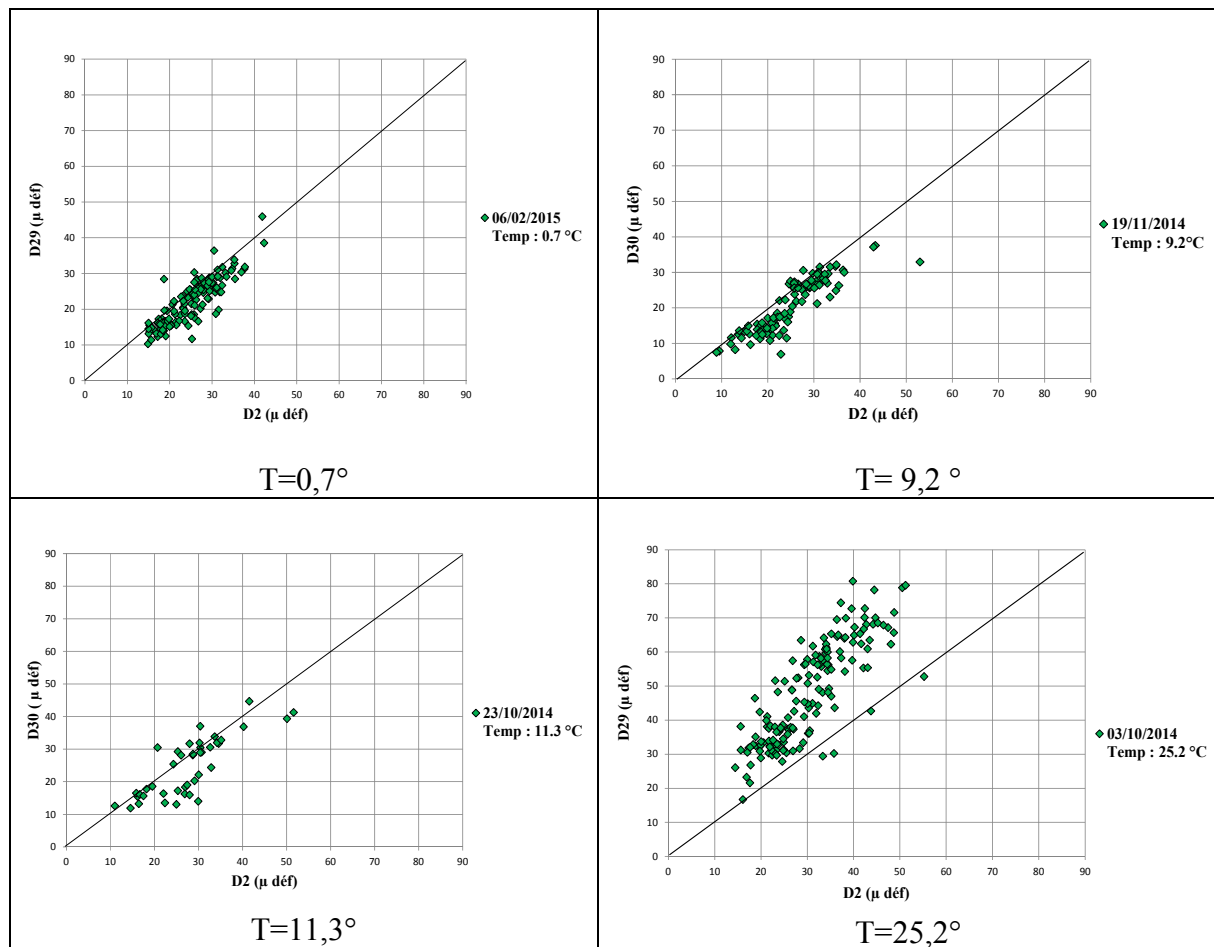 90
80
70
60
50
40
30
20
10
0
0 10 20 30 40 50 60 70 80 90
D29 (µ déf)
D2 (µ déf)
06/02/2015
Temp : 0.7 °C
T=0,7°
90
80
70
60
50
40
30
20
10
0
0 10 20 30 40 50 60 70 80 90
D30 (µ déf)
D2 (µ déf)
19/11/2014
Temp : 9.2°C
T= 9,2 °
90
80
70
60
50
40
30
20
10
0
0 10 20 30 40 50 60 70 80 90
D30 ( µ déf)
D2 (µ déf)
23/10/2014
Temp : 11.3 °C
T=11,3°
90
80
70
60
50
40
30
20
10
0
0 10 20 30 40 50 60 70 80 90
D29 (µ déf)
D2 (µ déf)
03/10/2014
Temp : 25.2 °C
T=25,2°